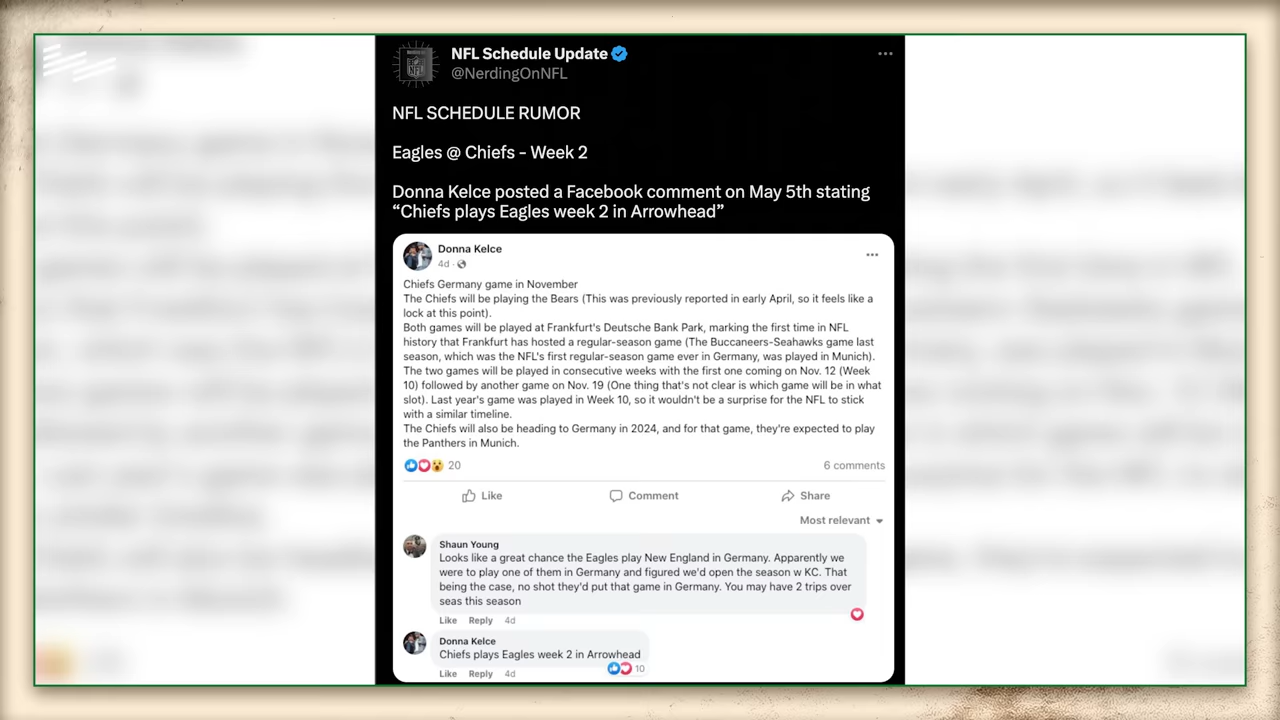 NFL Schedule Update
@NerdingOnNFL
NFL SCHEDULE RUMOR
Eagles @ Chiefs - Week 2
Donna Kelce posted a Facebook comment on May 5th stating
“Chiefs plays Eagles week 2 in Arrowhead”
Donna Kelce
4d ·
Chiefs Germany game in November
The Chiefs will be playing the Bears (This was previously reported in early April, so it feels like a
lock at this point).
Both games will be played at Frankfurt's Deutsche Bank Park, marking the first time in NFL
history that Frankfurt has hosted a regular-season game (The Buccaneers-Seahawks game last
season, which was the NFL's first regular-season game ever in Germany, was played in Munich).
The two games will be played in consecutive weeks with the first one coming on Nov. 12 (Week
10) followed by another game on Nov. 19 (One thing that's not clear is which game will be in what
slot). Last year's game was played in Week 10, so it wouldn't be a surprise for the NFL to stick
with a similar timeline.
The Chiefs will also be heading to Germany in 2024, and for that game, they're expected to play
the Panthers in Munich.
20 6 comments
Like Comment Share
Most relevant
Shaun Young
Looks like a great chance the Eagles play New England in Germany. Apparently we
were to play one of them in Germany and figured we'd open the season w KC. That
being the case, no shot they'd put that game in Germany. You may have 2 trips over
seas this season
Like Reply 4d
Donna Kelce
Chiefs plays Eagles week 2 in Arrowhead
10
Like Reply 4d